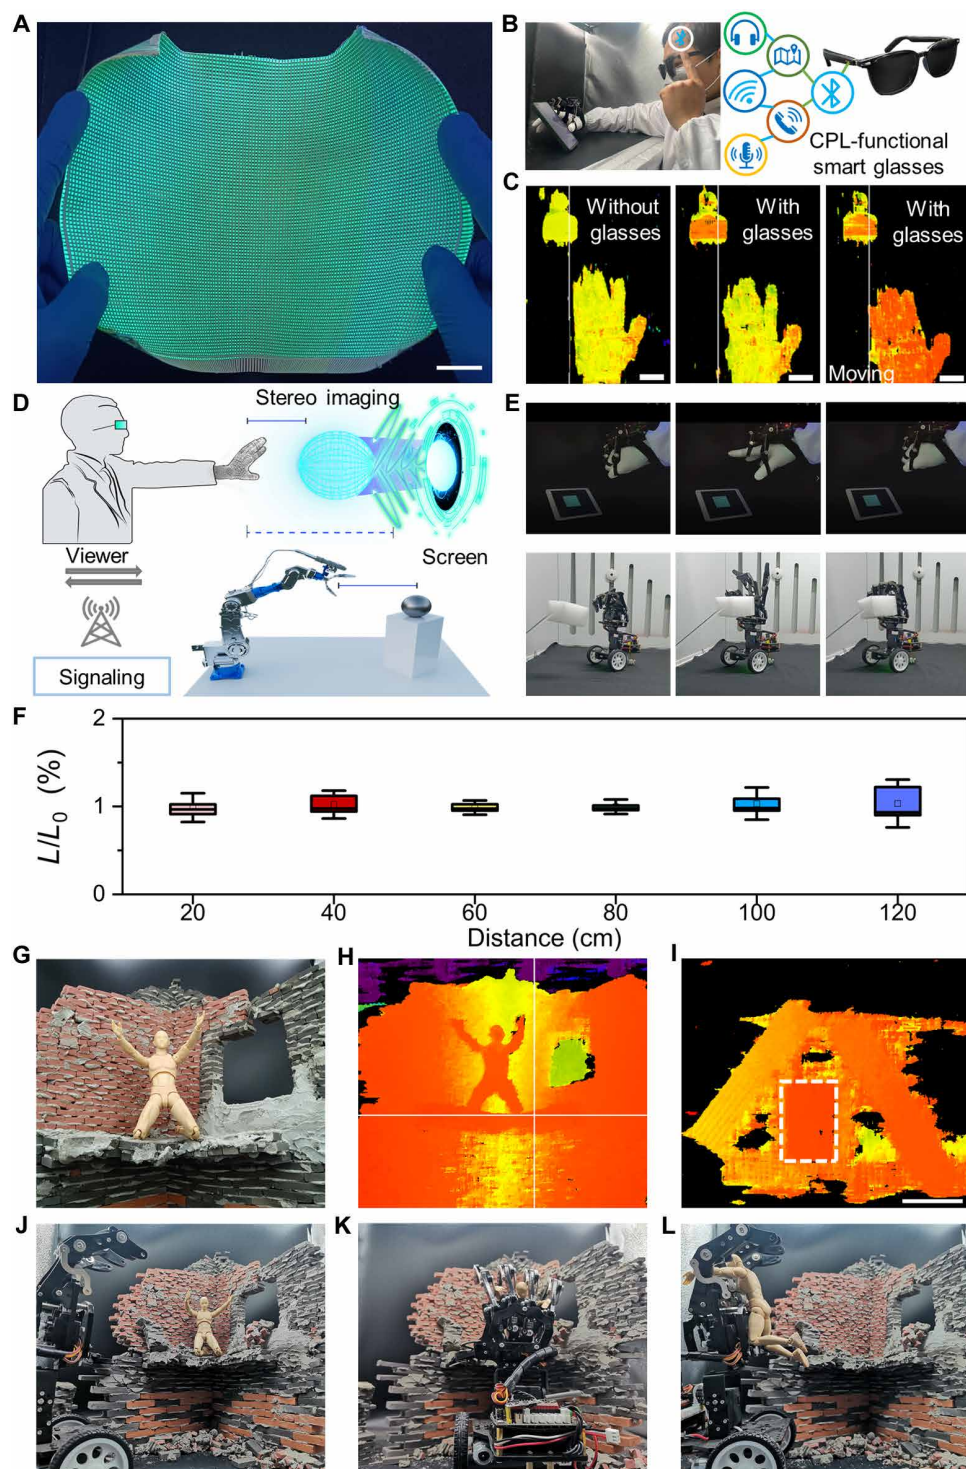 A
B
CPL-functional
smart glasses
C
Without
glasses
With
glasses
With
glasses
Moving
D
Stereo imaging
Viewer
Screen
Signaling
E
F
L/L0 (%)
2
1
0
20
40
60
80
100
120
Distance (cm)
G
H
I
J
K
L